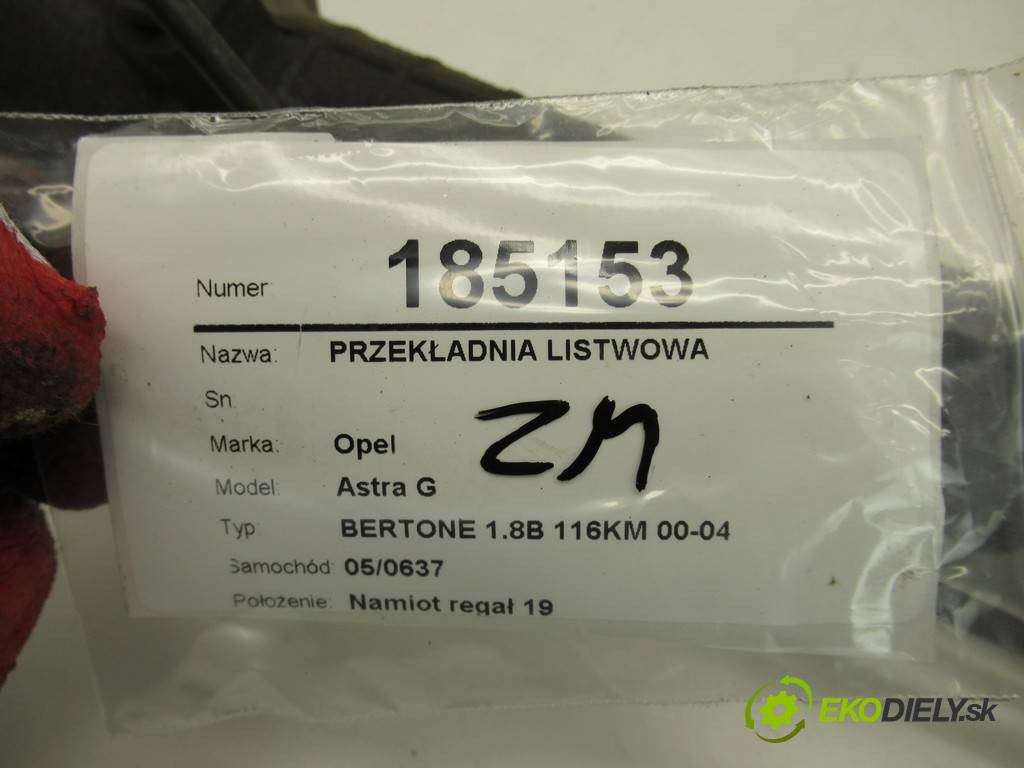 Numer: 185153
Nazwa: PRZEKŁADNIA LISTWOWA
Sn.
Marka: Opel
ZM
Model: Astra G
Typ BERTONE 1.8B 116KM 00-04
Samochód: 05/0637
Położenie: Namiot regał 19
EKODIELY.sk